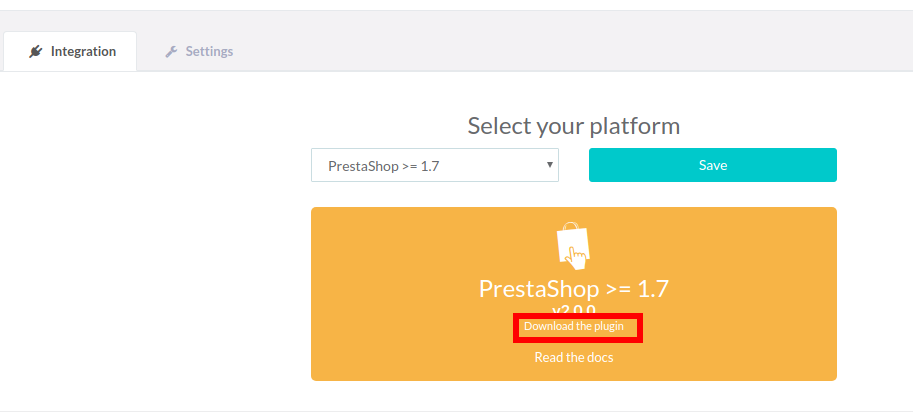 Integration Settings
Select your platform
PrestaShop >= 1.7 Save
PrestaShop >= 1.7
v2.0.0
Download the plugin
Read the docs